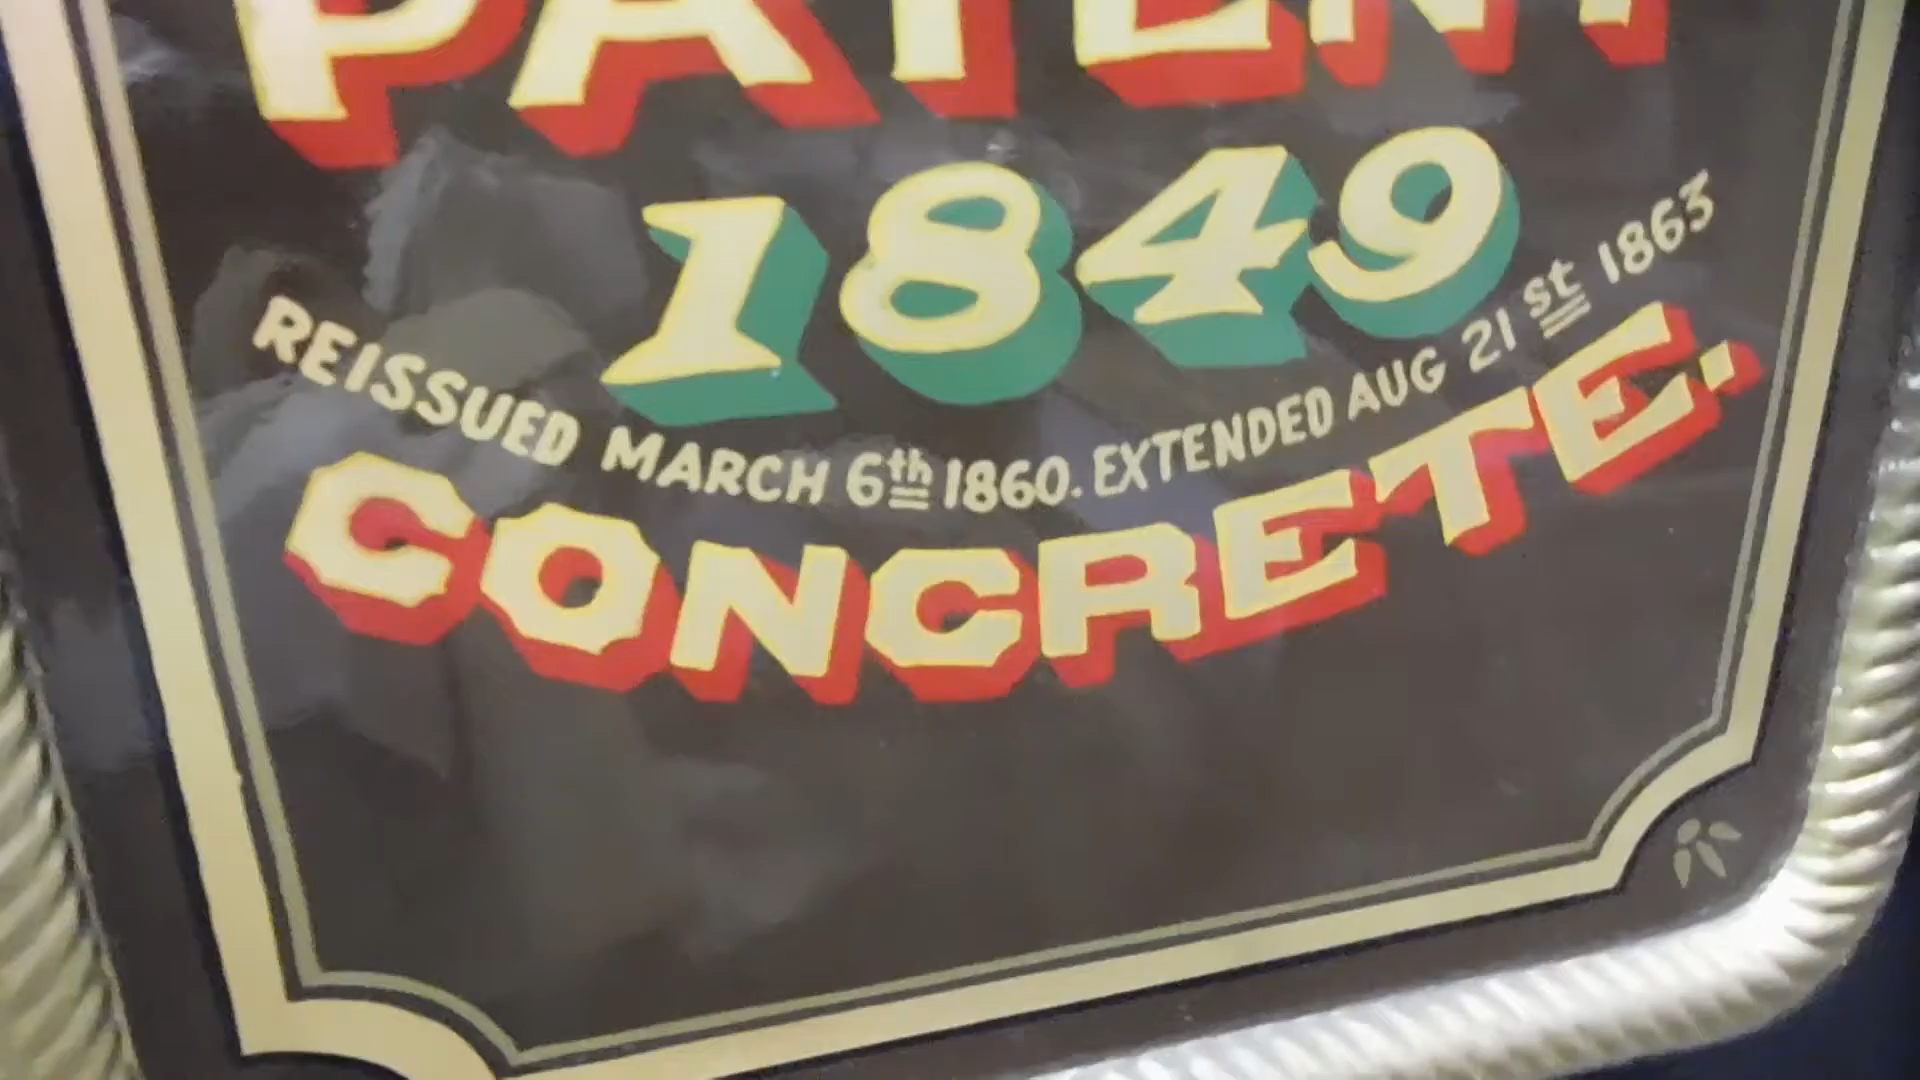 PATENT
1849
REISSUED MARCH 6th 1860. EXTENDED AUG 21st 1863
CONCRETE.